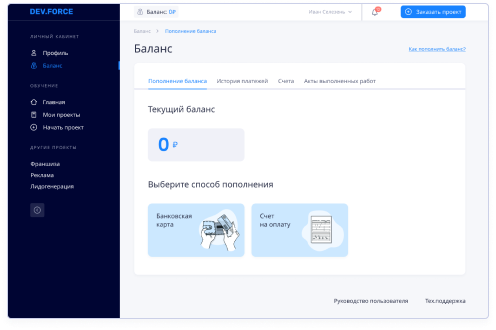 DEV.FORCE
Баланс: 0₽
Иван Слесень
Заказать проект
ЛИЧНЫЙ КАБИНЕТ
Профиль
Баланс
ОБУЧЕНИЕ
Главная
Мои проекты
Начать проект
ДРУГИЕ ПРОЕКТЫ
Франшиза
Реклама
Лидогенерация
Баланс > Пополнение баланса
Баланс
Как пополнить баланс?
Пополнение баланса История платежей Счета Акты выполненных работ
Текущий баланс
0 ₽
Выберите способ пополнения
Банковская
карта
Счет
на оплату
Руководство пользователя Тех.поддержка